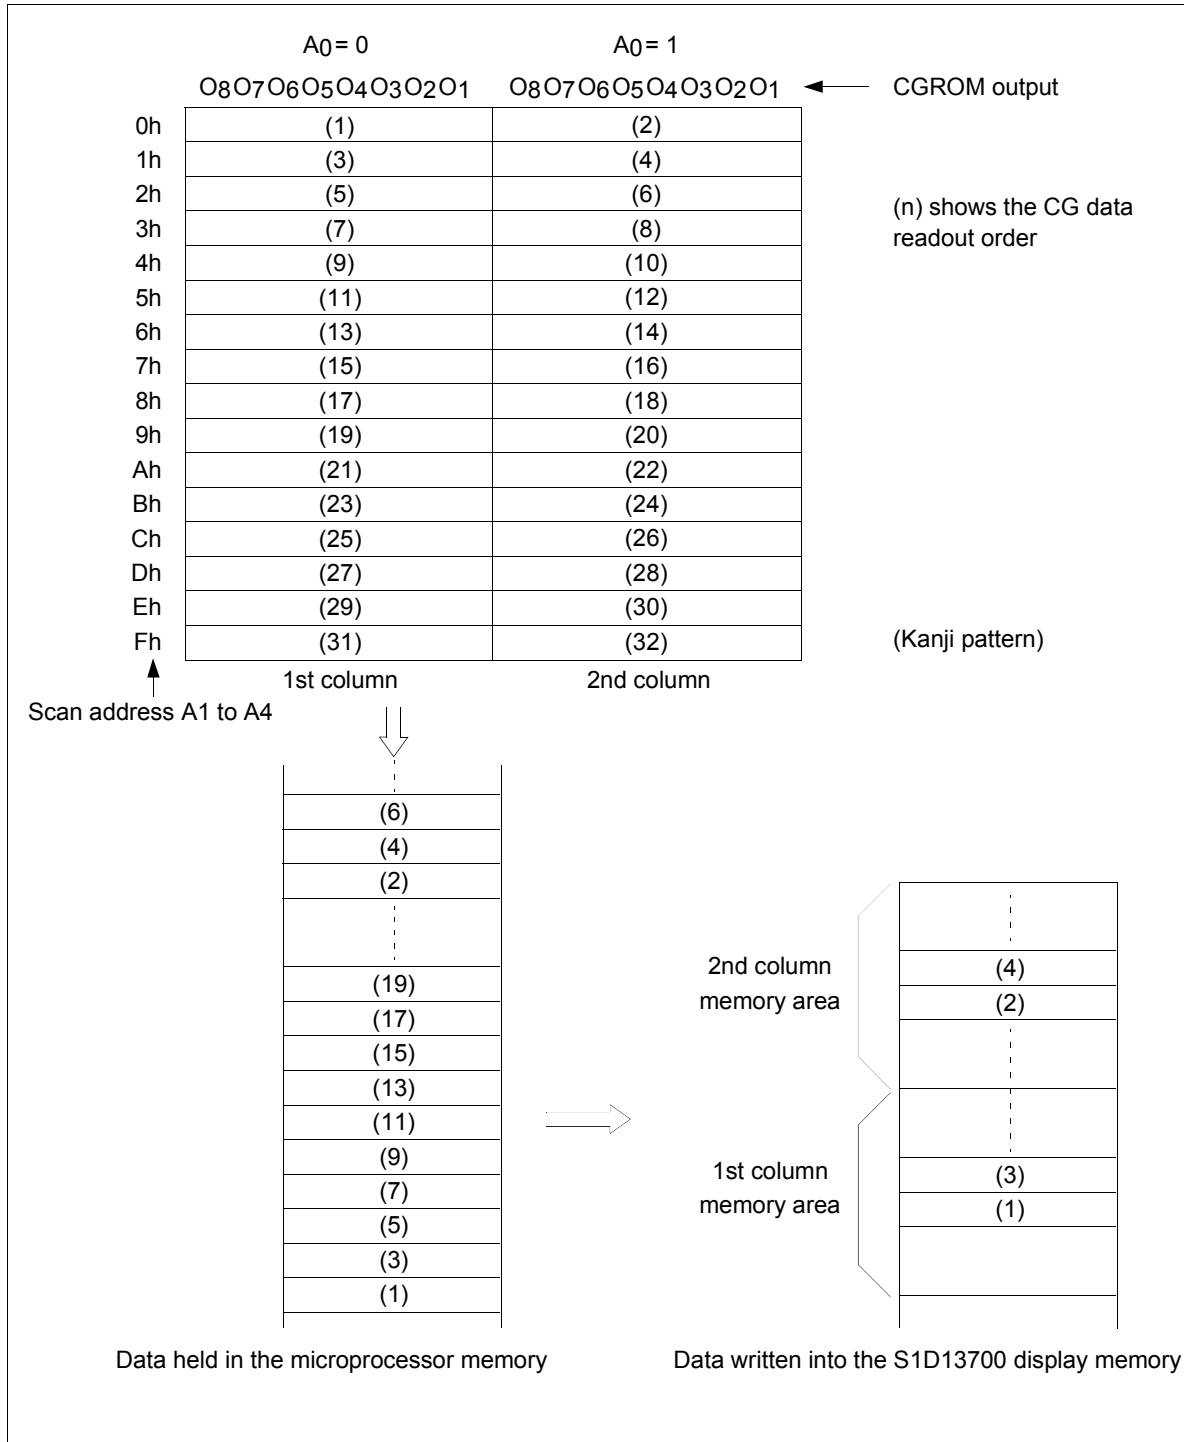 A0 = 0 A0 = 1
O8O7O6O5O4O3O2O1 O8O7O6O5O4O3O2O1 CGROM output
0h (1) (2)
1h (3) (4)
2h (5) (6)
(n) shows the CG data
3h (7) (8)
readout order
4h (9) (10)
5h (11) (12)
6h (13) (14)
7h (15) (16)
8h (17) (18)
9h (19) (20)
Ah (21) (22)
Bh (23) (24)
Ch (25) (26)
Dh (27) (28)
Eh (29) (30)
Fh (31) (32) (Kanji pattern)
1st column 2nd column
Scan address A1 to A4
(6)
(4)
(2)
(19)
(17)
(15)
(13)
(11)
(9)
(7)
(5)
(3)
(1)
Data held in the microprocessor memory
2nd column
memory area
(4)
(2)
1st column
memory area
(3)
(1)
Data written into the S1D13700 display memory